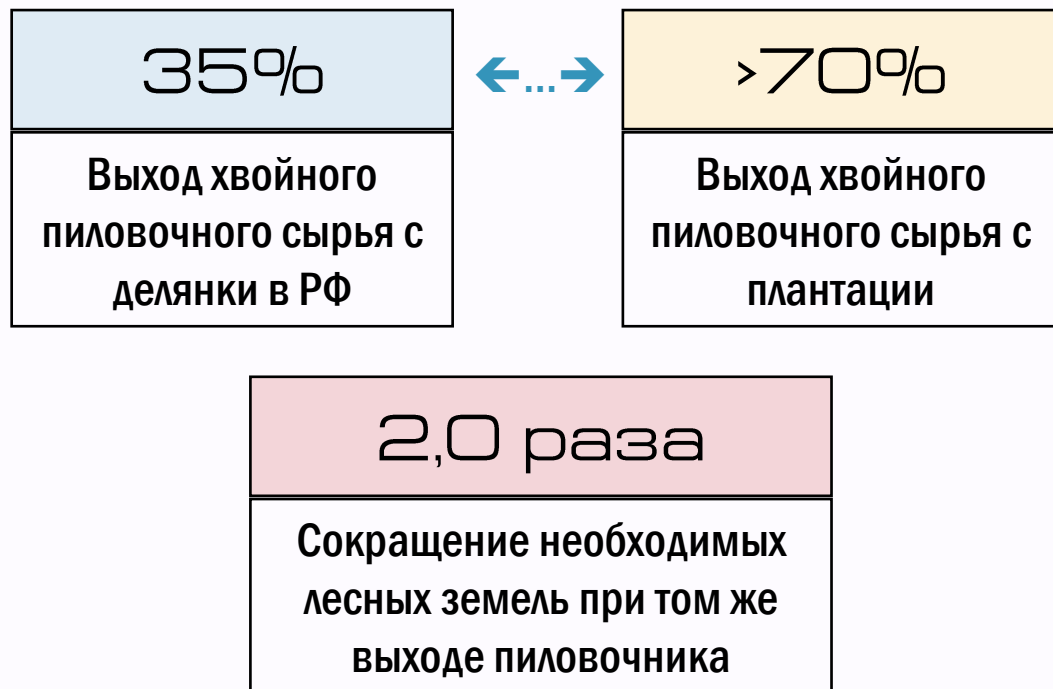 35%
←...→
>70%
Выход хвойного
пиловочного сырья с
делянки в РФ
Выход хвойного
пиловочного сырья с
плантации
2,0 раза
Сокращение необходимых
лесных земель при том же
выходе пиловочника